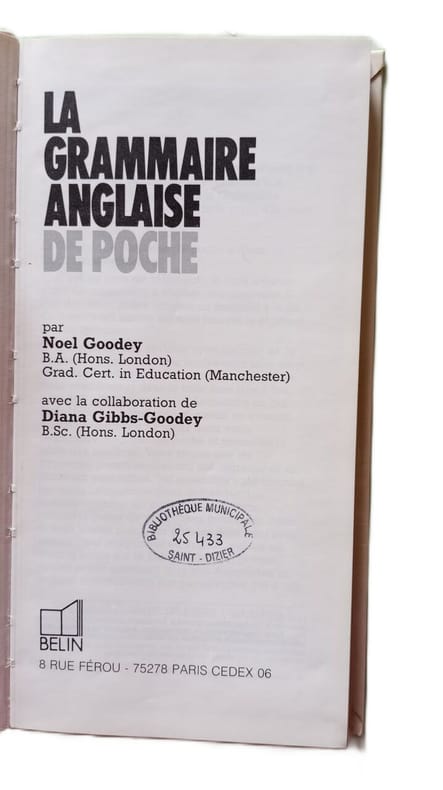 LA
GRAMMAIRE
ANGLAISE
DE POCHE
par
Noel Goodey
B.A. (Hons. London)
Grad. Cert. in Education (Manchester)
avec la collaboration de
Diana Gibbs-Goodey
B.Sc. (Hons. London)
BIBLIOTHÈQUE MUNICIPALE
25 433
SAINT - DIZIER
BELIN
8 RUE FÉROU - 75278 PARIS CEDEX 06